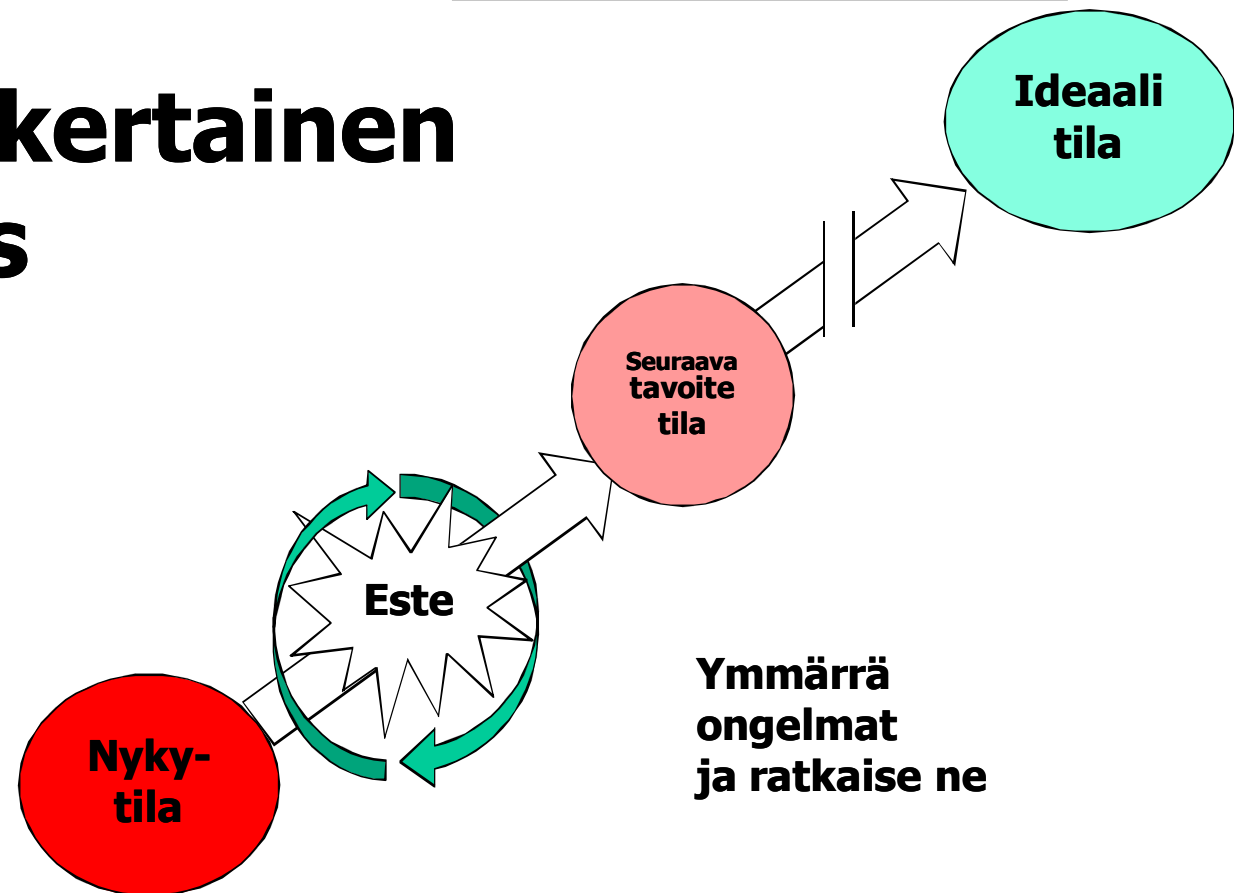 kertainen
s
Ideaali
tila
Seuraava
tavoite
tila
Este
Nyky-
tila
Ymmärrä
ongelmat
ja ratkaise ne